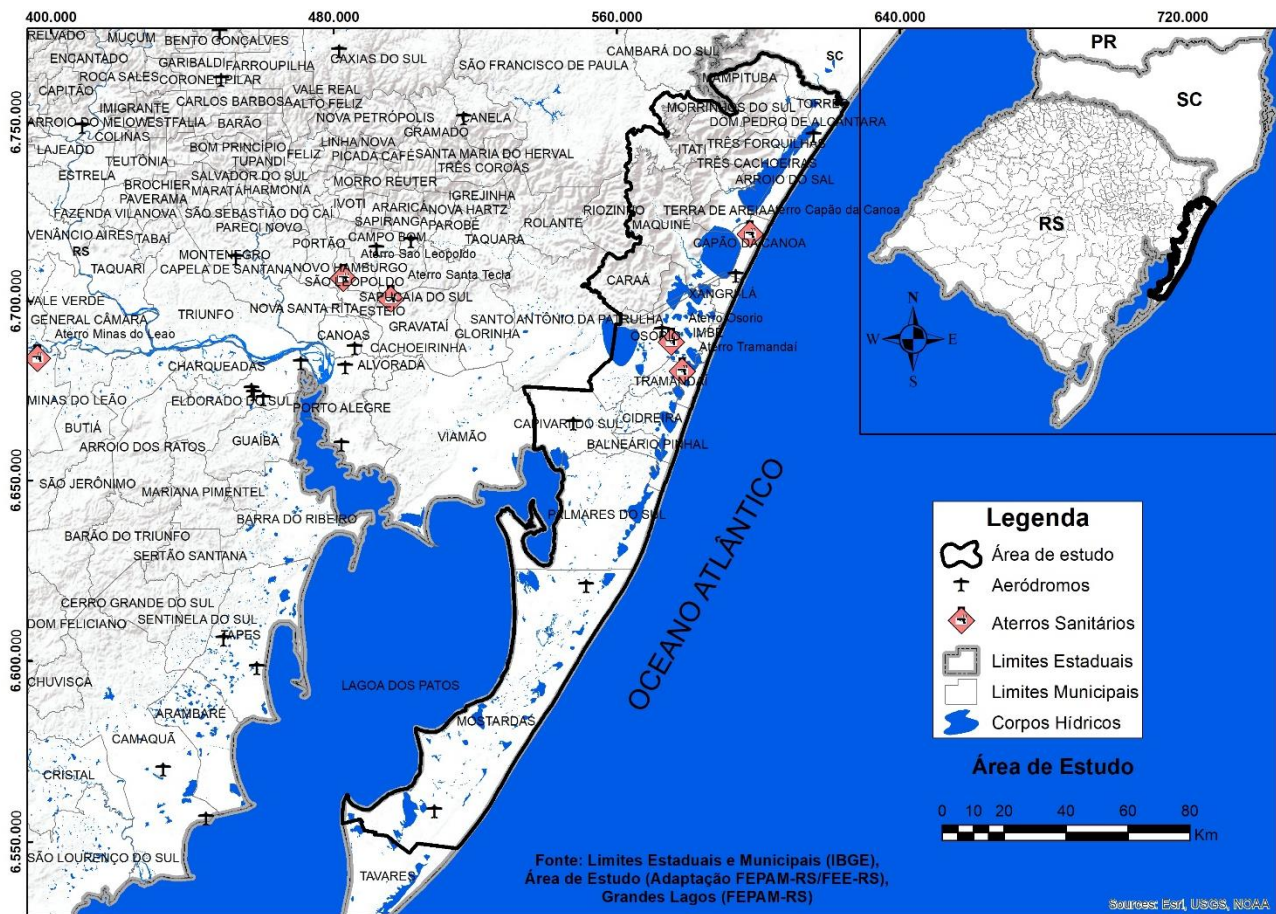 400.000
480.000
560.000
640.000
720.000
6.750.000
6.700.000
6.650.000
6.600.000
6.550.000
RELVADO
MUÇUM
BENTO GONÇALVES
CAXIAS DO SUL
CAMBARÁ DO SUL
SC
ENCANTADO
GARIBALDI
FARROUPILHA
SÃO FRANCISCO DE PAULA
MAMPITUBA
ROCA SALES
CORONEL PILAR
CAPITÃO
VALE REAL
CARLOS BARBOSA
ALTO FELIZ
IMIGRANTE
MORRINHOS DO SUL
TORRES
ARROIO DO MEIO
WESTFALIA
BARÃO
NOVA PETRÓPOLIS
CANELA
DOM PEDRO DE ALCÂNTARA
COLINAS
GRAMADO
LAJEADO
BOM PRINCÍPIO
LINHA NOVA
ITATI
TRÊS FORQUILHAS
TEUTÔNIA
TUPANDI
FELIZ
PICADA CAFÉ
SANTA MARIA DO HERVAL
TRÊS CACHOEIRAS
ESTRELA
SALVADOR DO SUL
TRÊS COROAS
ARROIO DO SAL
BROCHIER
MARATÁ
HARMONIA
MORRO REUTER
PAVERAMA
IVOTI
IGREJINHA
FAZENDA VILANOVA
SÃO SEBASTIÃO DO CAÍ
ARARICÁ
NOVA HARTZ
RIOZINHO
TERRA DE AREIA
Aterro Capão da Canoa
PARECI NOVO
SAPIRANGA
PAROBÉ
ROLANTE
MAQUINÉ
VENÂNCIO AIRES
TABAÍ
PORTÃO
CAMPO BOM
TAQUARA
CAPÃO DA CANOA
RS
MONTENEGRO
Aterro Sao Leopoldo
TAQUARI
CAPELA DE SANTANA
NOVO HAMBURGO
Aterro Santa Tecla
CARAÁ
SÃO LEOPOLDO
XANGRILÁ
VALE VERDE
NOVA SANTA RITA
SAPUCAIA DO SUL
ESTEIO
GENERAL CÂMARA
TRIUNFO
SANTO ANTÔNIO DA PATRULHA
Aterro Osorio
Aterro Minas do Leao
CANOAS
GRAVATAÍ
GLORINHA
OSÓRIO
IMBÉ
CACHOEIRINHA
Aterro Tramandaí
CHARQUEADAS
ALVORADA
TRAMANDAÍ
MINAS DO LEÃO
ELDORADO DO SUL
PORTO ALEGRE
BUTIÁ
CAPIVARI DO SUL
CIDREIRA
ARROIO DOS RATOS
GUAÍBA
VIAMÃO
BALNEÁRIO PINHAL
SÃO JERÔNIMO
MARIANA PIMENTEL
BARRA DO RIBEIRO
PALMARES DO SUL
BARÃO DO TRIUNFO
SERTÃO SANTANA
CERRO GRANDE DO SUL
SENTINELA DO SUL
DOM FELICIANO
TAPES
CHUVISCA
LAGOA DOS PATOS
ARAMBARÉ
MOSTARDAS
CAMAQUÃ
CRISTAL
SÃO LOURENÇO DO SUL
TAVARES
OCEANO ATLÂNTICO
PR
SC
RS
N
W
E
S
Legenda
Área de estudo
Aeródromos
Aterros Sanitários
Limites Estaduais
Limites Municipais
Corpos Hídricos
Área de Estudo
0 10 20 40 60 80
Km
Fonte: Limites Estaduais e Municipais (IBGE),
Área de Estudo (Adaptação FEPAM-RS/FEE-RS),
Grandes Lagos (FEPAM-RS)
Sources: Esri, USGS, NOAA